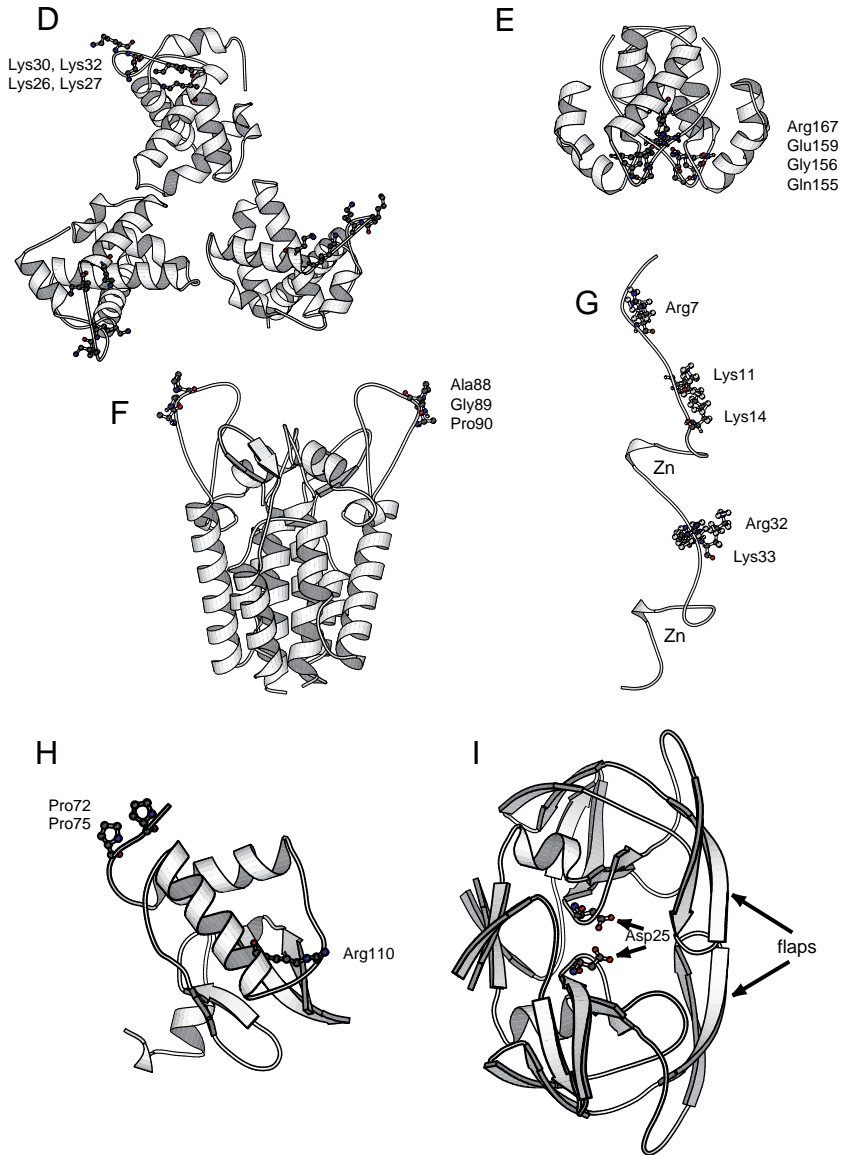 D
Lys30, Lys32
Lys26, Lys27
E
Arg167
Glu159
Gly156
Gln155
F
Ala88
Gly89
Pro90
G
Arg7
Lys11
Lys14
Zn
Arg32
Lys33
Zn
H
Pro72
Pro75
Arg110
I
Asp25
flaps